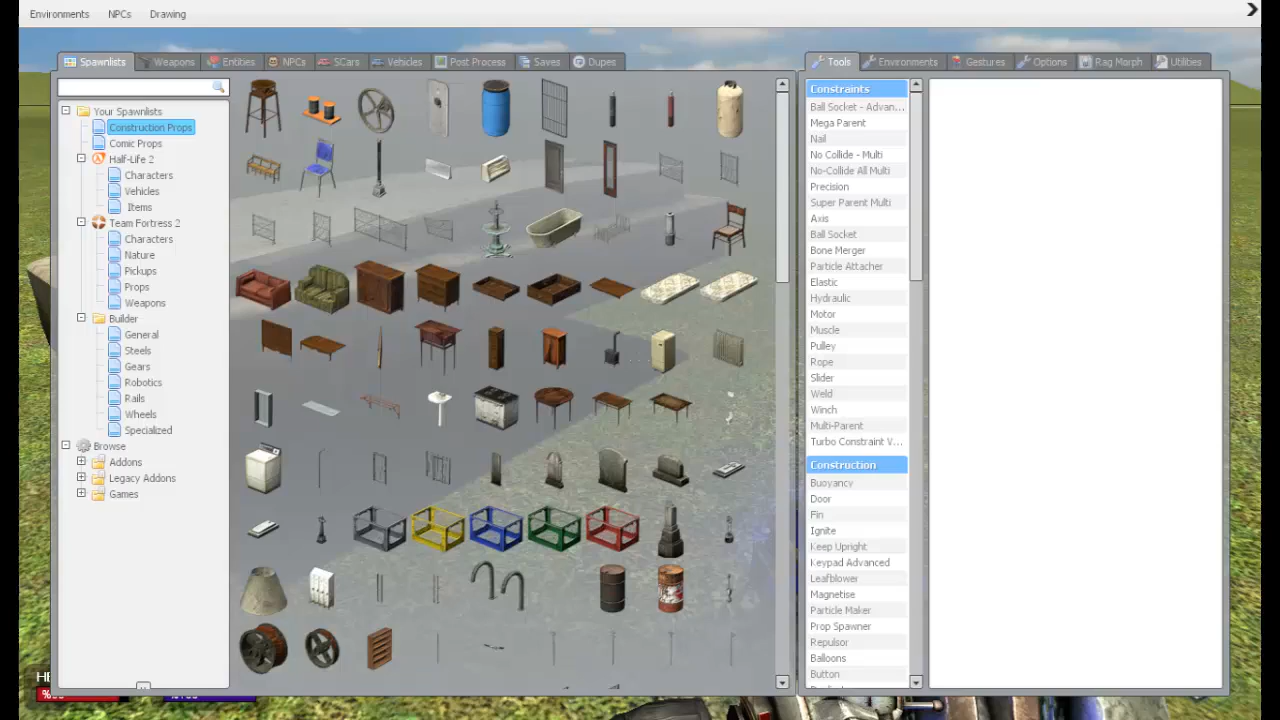 Environments NPCs Drawing
Spawnlists Weapons Entities NPCs SCars Vehicles Post Process Saves Dupes
Tools Environments Gestures Options Rag Morph Utilities
Your Spawnlists
Construction Props
Comic Props
Half-Life 2
Characters
Vehicles
Items
Team Fortress 2
Characters
Nature
Pickups
Props
Weapons
Builder
General
Steels
Gears
Robotics
Rails
Wheels
Specialized
Browse
Addons
Legacy Addons
Games
Constraints
Ball Socket - Advan...
Mega Parent
Nail
No Collide - Multi
No-Collide All Multi
Precision
Super Parent Multi
Axis
Ball Socket
Bone Merger
Particle Attacher
Elastic
Hydraulic
Motor
Muscle
Pulley
Rope
Slider
Weld
Winch
Multi-Parent
Turbo Constraint V...
Construction
Buoyancy
Door
Fin
Ignite
Keep Upright
Keypad Advanced
Leafblower
Magnetise
Particle Maker
Prop Spawner
Repulsor
Balloons
Button